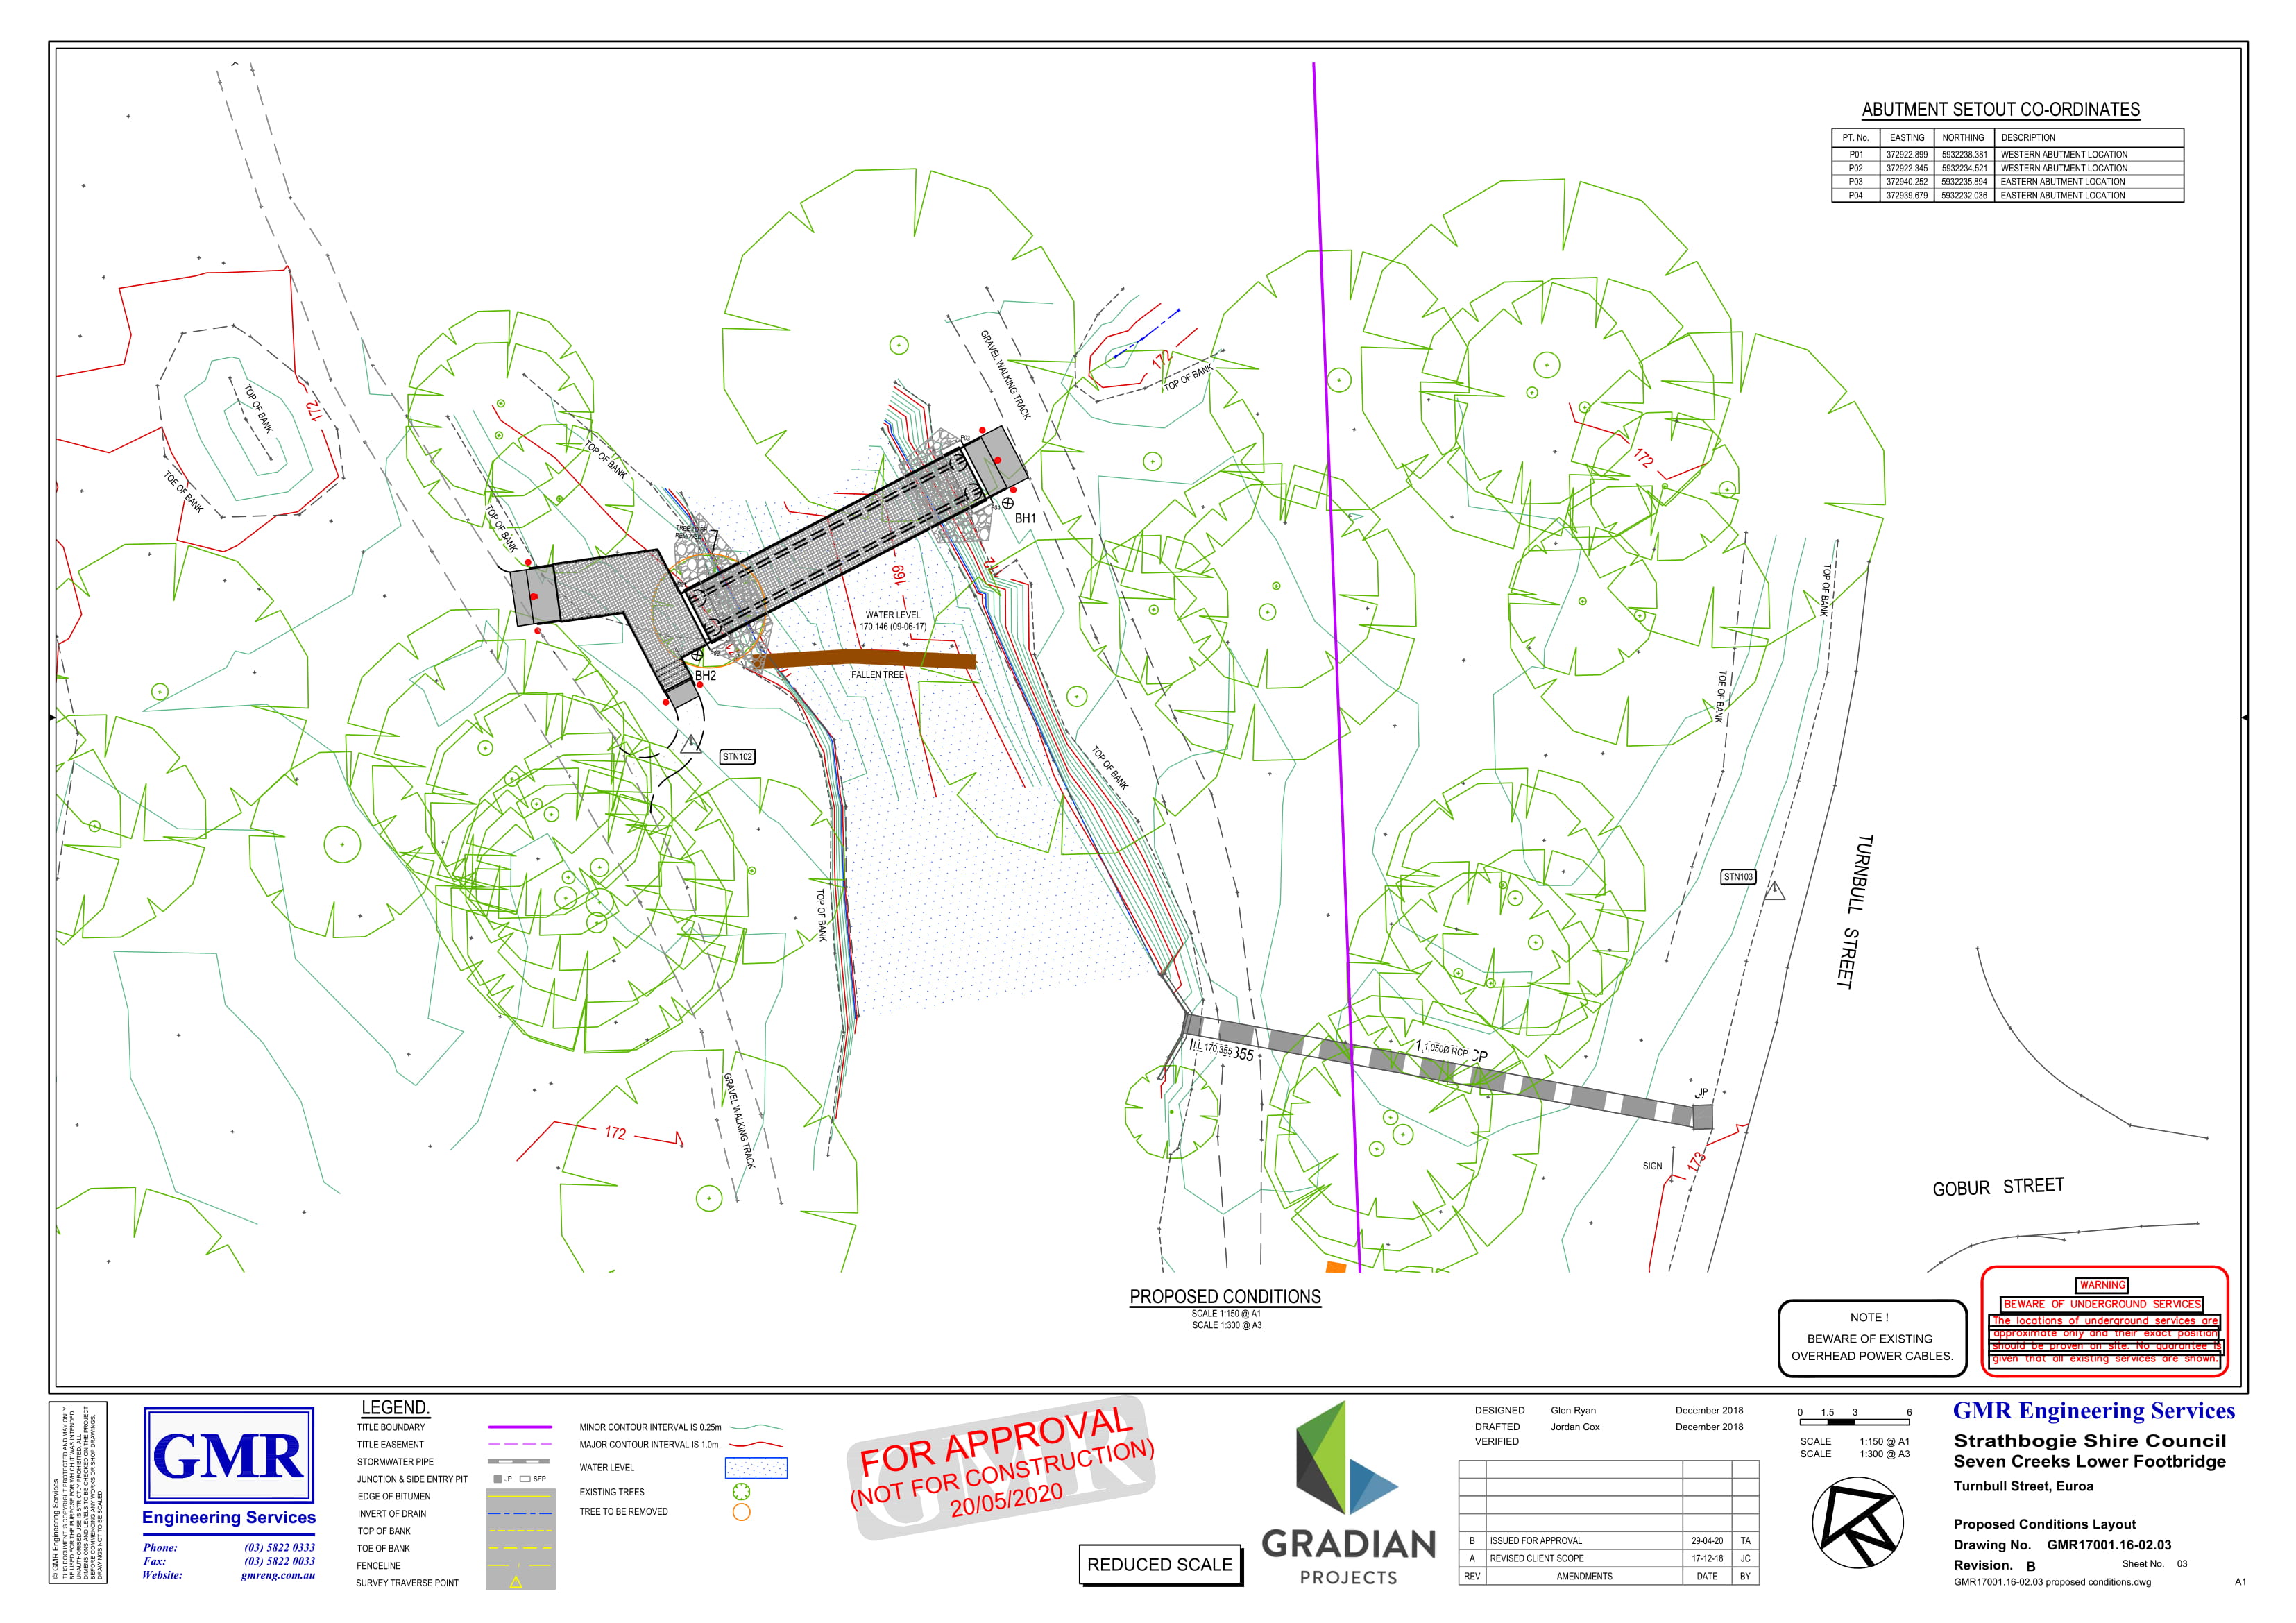 ABUTMENT SETOUT CO-ORDINATES
PT. No. EASTING NORTHING DESCRIPTION
P01 372922.899 5932238.381 WESTERN ABUTMENT LOCATION
P02 372922.345 5932234.521 WESTERN ABUTMENT LOCATION
P03 372940.252 5932235.894 EASTERN ABUTMENT LOCATION
P04 372939.679 5932232.036 EASTERN ABUTMENT LOCATION
GRAVEL WALKING TRACK
172
TOP OF BANK
TOP OF BANK
172
TOE OF BANK
TOP OF BANK
TOP OF BANK
172
P03
P04
BH1
TREE TO BE
REMOVED
169
172
WATER LEVEL
170.146 (09-06-17)
FALLEN TREE
BH2
STN102
TOP OF BANK
TOP OF BANK
TOE OF BANK
TOP OF BANK
STN103
TURNBULL STREET
TOP OF BANK
IL 170.355
1,050Ø RCP
JP
GRAVEL WALKING TRACK
172
SIGN
173
GOBUR STREET
PROPOSED CONDITIONS
SCALE 1:150 @ A1
SCALE 1:300 @ A3
NOTE !
BEWARE OF EXISTING
OVERHEAD POWER CABLES.
WARNING
BEWARE OF UNDERGROUND SERVICES
The locations of underground services are
approximate only and their exact position
should be proven on site. No guarantee is
given that all existing services are shown.
© GMR Engineering Services
THIS DOCUMENT IS COPYRIGHT PROTECTED AND MAY ONLY
BE USED FOR THE PURPOSE FOR WHICH IT WAS INTENDED.
UNAUTHORISED USE IS STRICTLY PROHIBITED. ALL
DIMENSIONS AND LEVELS TO BE CHECKED ON THE PROJECT
BEFORE COMMENCING ANY WORKS OR SHOP DRAWINGS.
DRAWINGS NOT TO BE SCALED.
GMR
Engineering Services
Phone: (03) 5822 0333
Fax: (03) 5822 0033
Website: gmreng.com.au
LEGEND.
TITLE BOUNDARY
TITLE EASEMENT
STORMWATER PIPE
JUNCTION & SIDE ENTRY PIT JP SEP
EDGE OF BITUMEN
INVERT OF DRAIN
TOP OF BANK
TOE OF BANK
FENCELINE
SURVEY TRAVERSE POINT
MINOR CONTOUR INTERVAL IS 0.25m
MAJOR CONTOUR INTERVAL IS 1.0m
WATER LEVEL
EXISTING TREES
TREE TO BE REMOVED
GMR
FOR APPROVAL
(NOT FOR CONSTRUCTION)
20/05/2020
REDUCED SCALE
GRADIAN
PROJECTS
DESIGNED Glen Ryan December 2018
DRAFTED Jordan Cox December 2018
VERIFIED
B ISSUED FOR APPROVAL 29-04-20 TA
A REVISED CLIENT SCOPE 17-12-18 JC
REV AMENDMENTS DATE BY
0 1.5 3 6
SCALE 1:150 @ A1
SCALE 1:300 @ A3
GMR Engineering Services
Strathbogie Shire Council
Seven Creeks Lower Footbridge
Turnbull Street, Euroa
Proposed Conditions Layout
Drawing No. GMR17001.16-02.03
Revision. B Sheet No. 03
GMR17001.16-02.03 proposed conditions.dwg A1